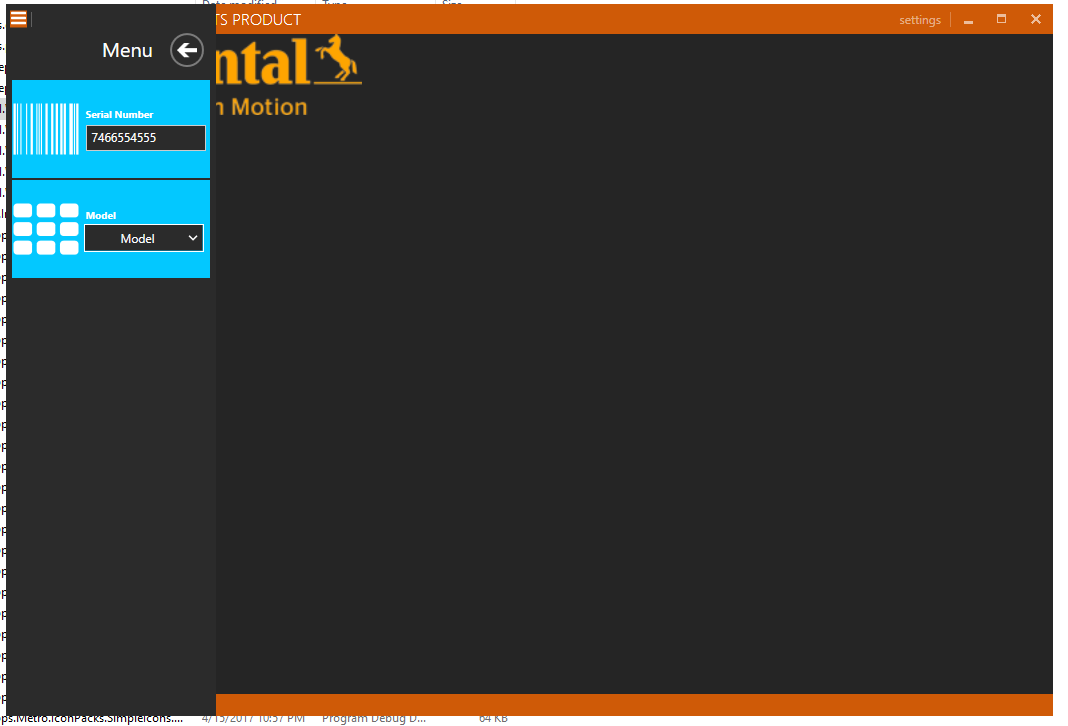 TS PRODUCT
settings
Menu
ntal
n Motion
Serial Number
7466554555
Model
Model
ps.Metro.IconPacks.SimpleIcons.... 4/15/2017 10:57 PM Program Debug D... 64 KB